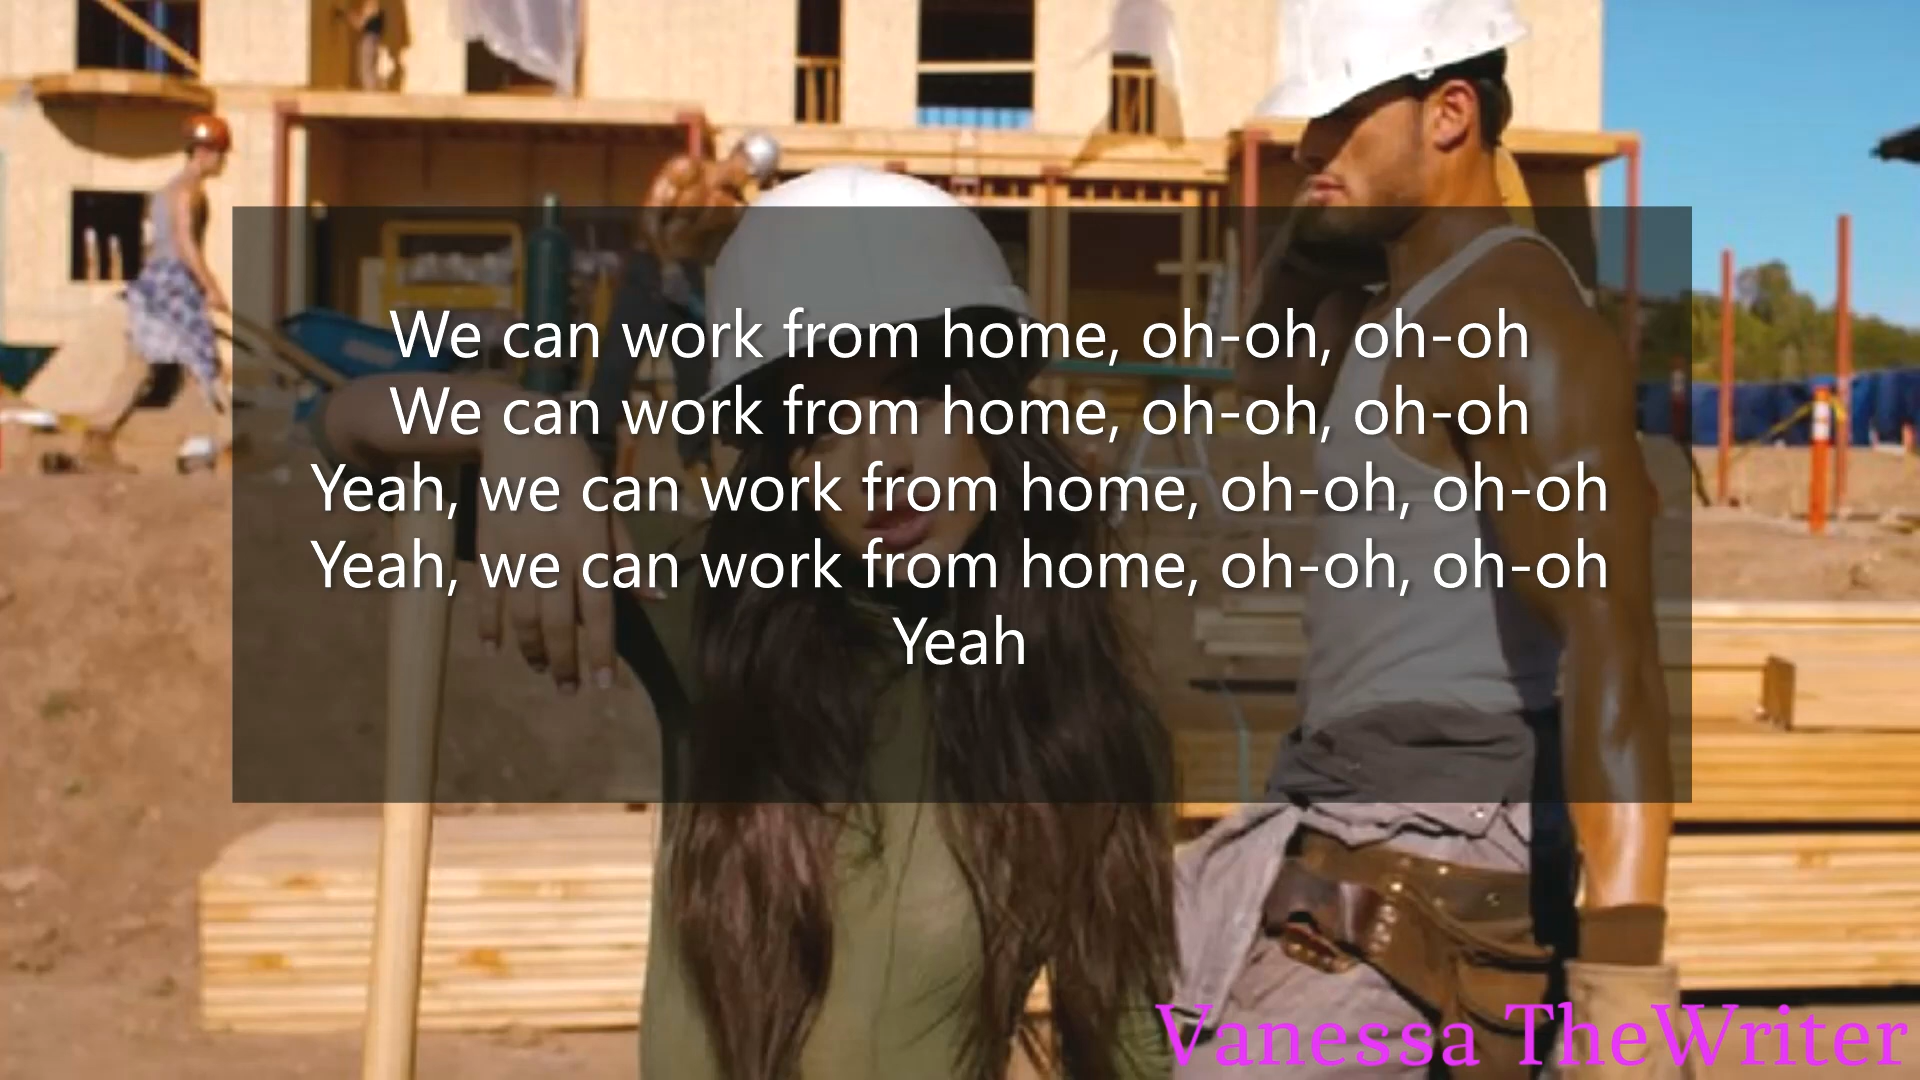 We can work from home, oh-oh, oh-oh
We can work from home, oh-oh, oh-oh
Yeah, we can work from home, oh-oh, oh-oh
Yeah, we can work from home, oh-oh, oh-oh
Yeah
Vanessa TheWriter